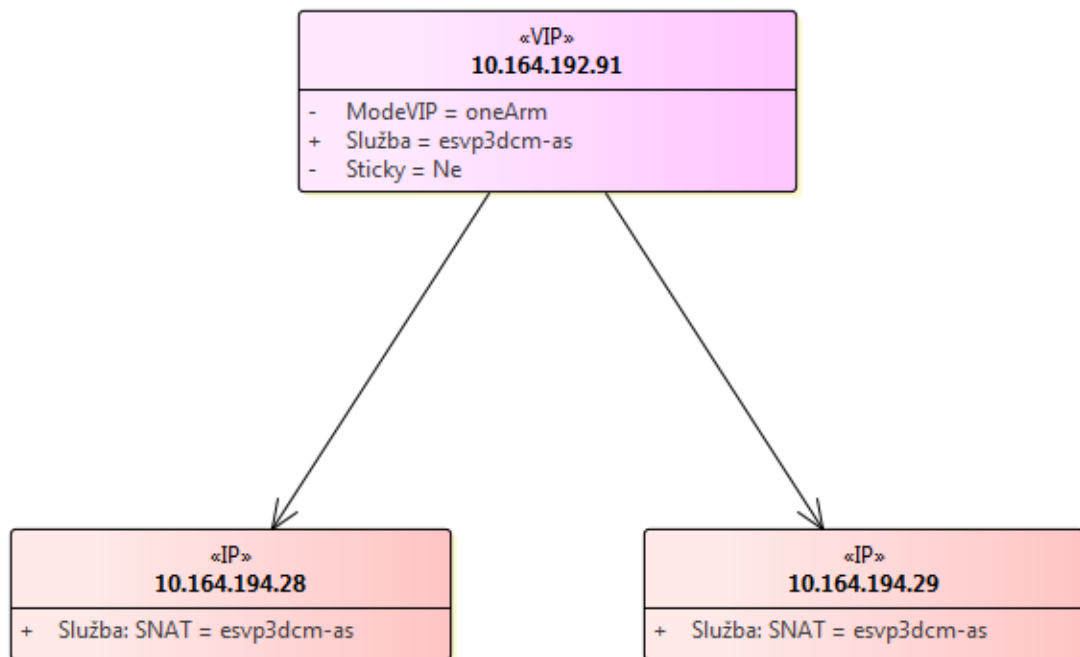 «VIP»
10.164.192.91
- ModeVIP = oneArm
+ Služba = esvp3dcm-as
- Sticky = Ne
«IP»
10.164.194.28
+ Služba: SNAT = esvp3dcm-as
«IP»
10.164.194.29
+ Služba: SNAT = esvp3dcm-as